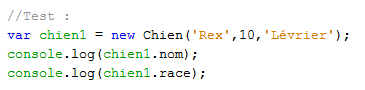 //Test :
var chien1 = new Chien('Rex',10,'Lévrier');
console.log(chien1.nom);
console.log(chien1.race);